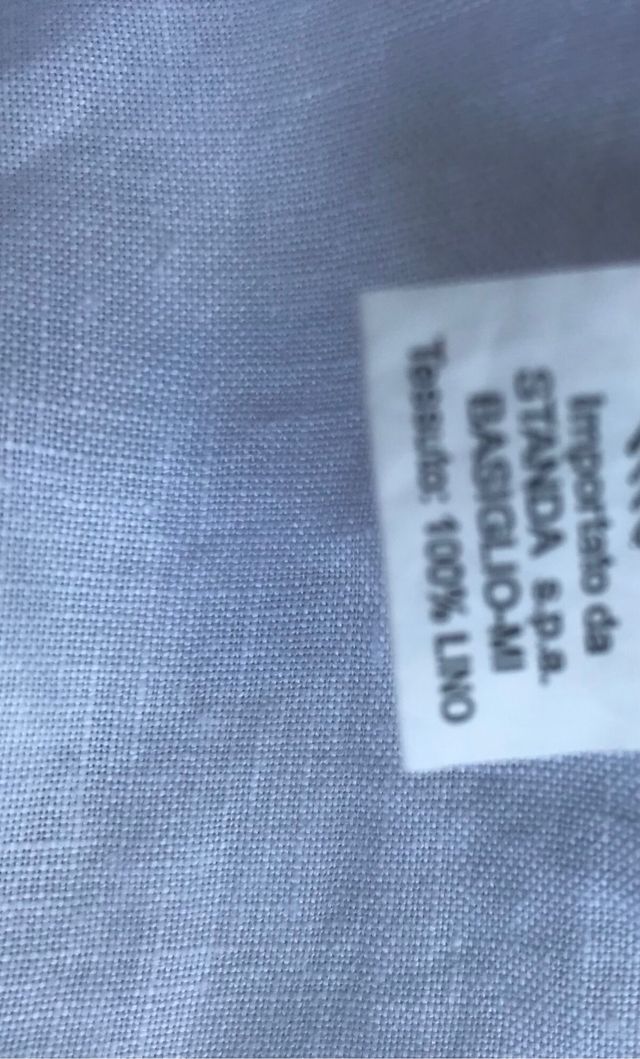 Importato da
STANDA s.p.a.
BASIGLIO-MI
Tessuto: 100% LINO